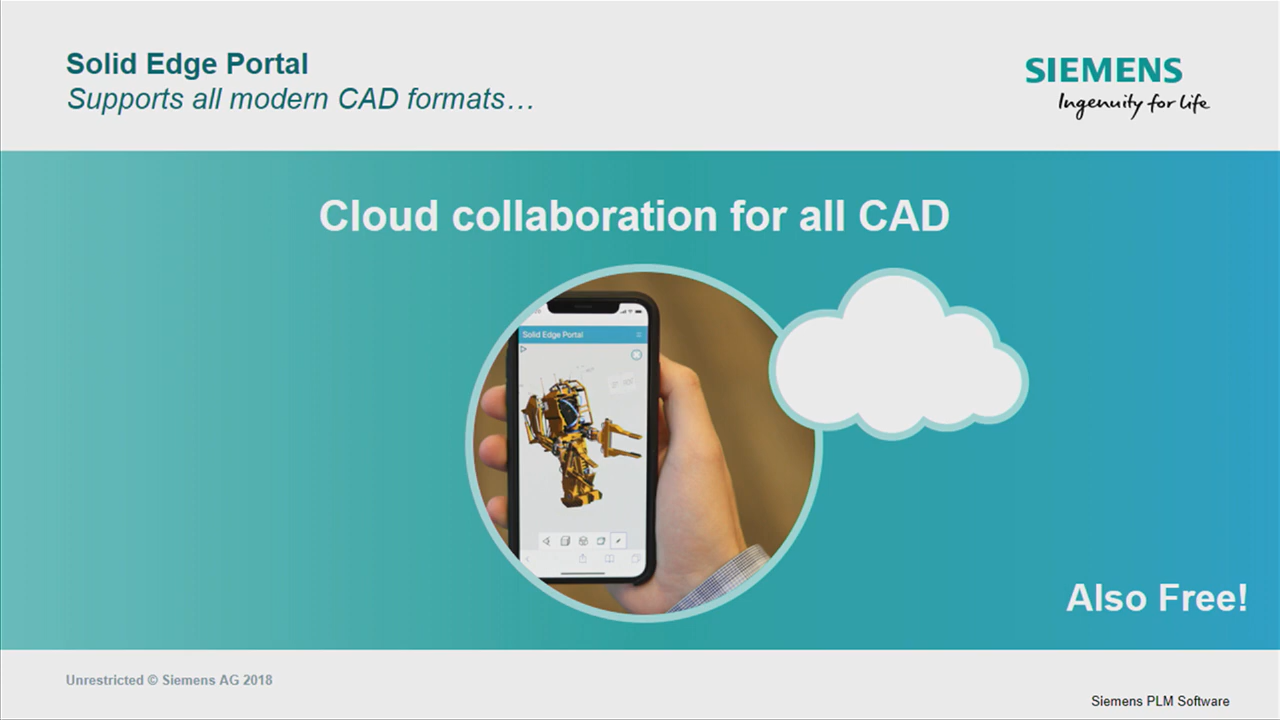 Solid Edge Portal
Supports all modern CAD formats…
SIEMENS
Ingenuity for life
Cloud collaboration for all CAD
Solid Edge Portal
Also Free!
Unrestricted © Siemens AG 2018
Siemens PLM Software